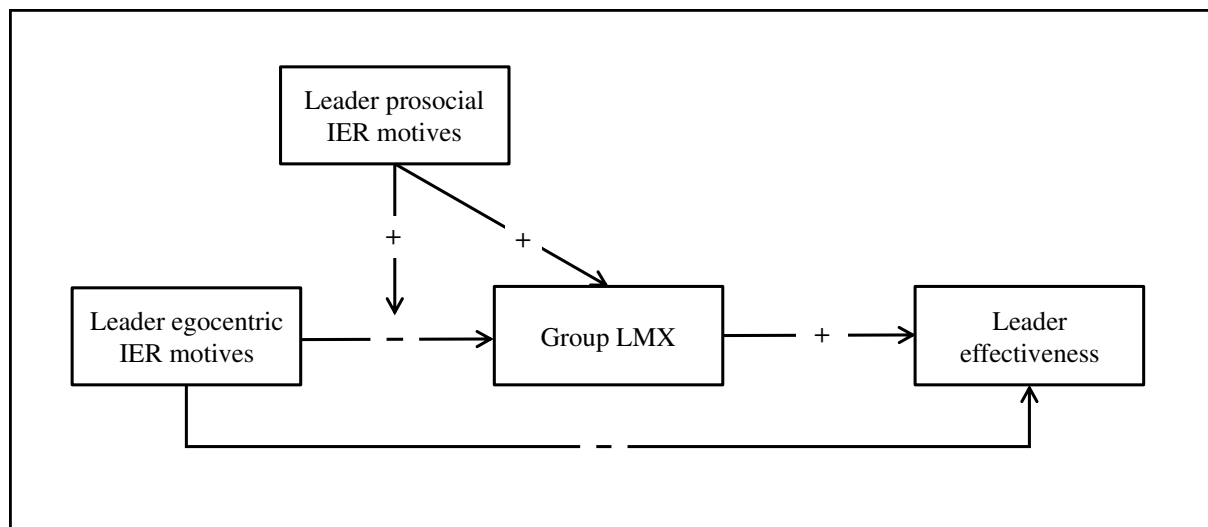 Leader prosocial
IER motives
+
+
Leader egocentric
IER motives
-
Group LMX
+
Leader
effectiveness
-